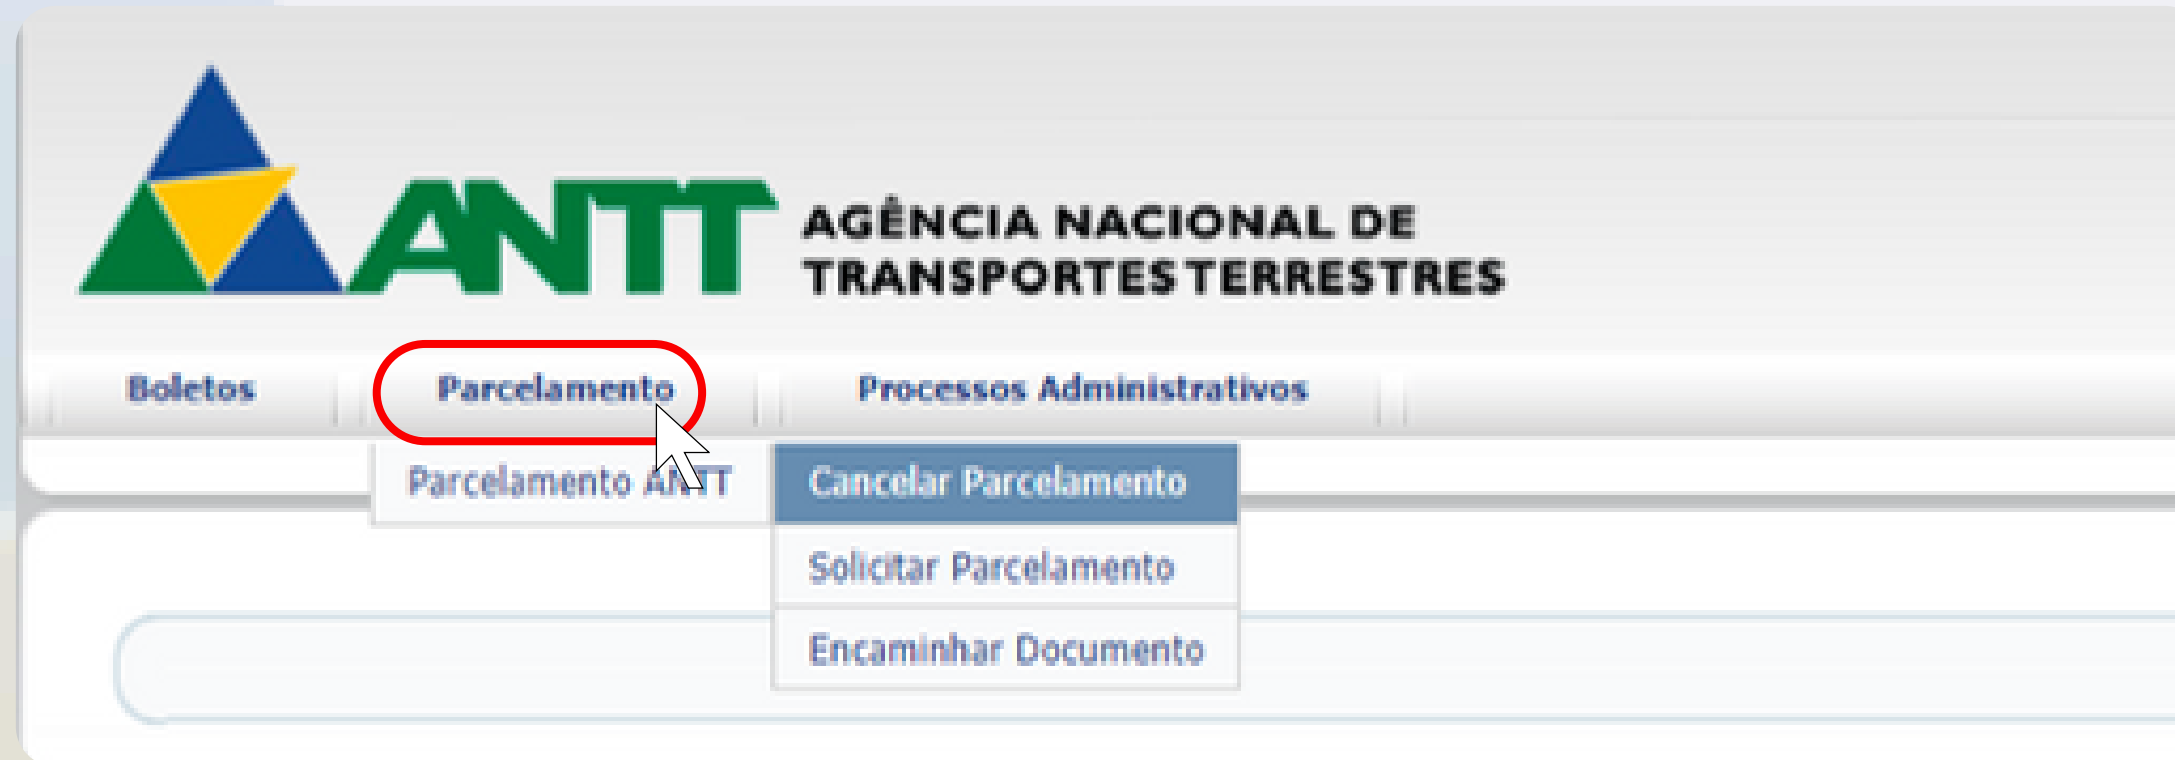 ANTT
AGÊNCIA NACIONAL DE
TRANSPORTES TERRESTRES
Boletos
Parcelamento
Processos Administrativos
Parcelamento ANTT
Cancelar Parcelamento
Solicitar Parcelamento
Encaminhar Documento